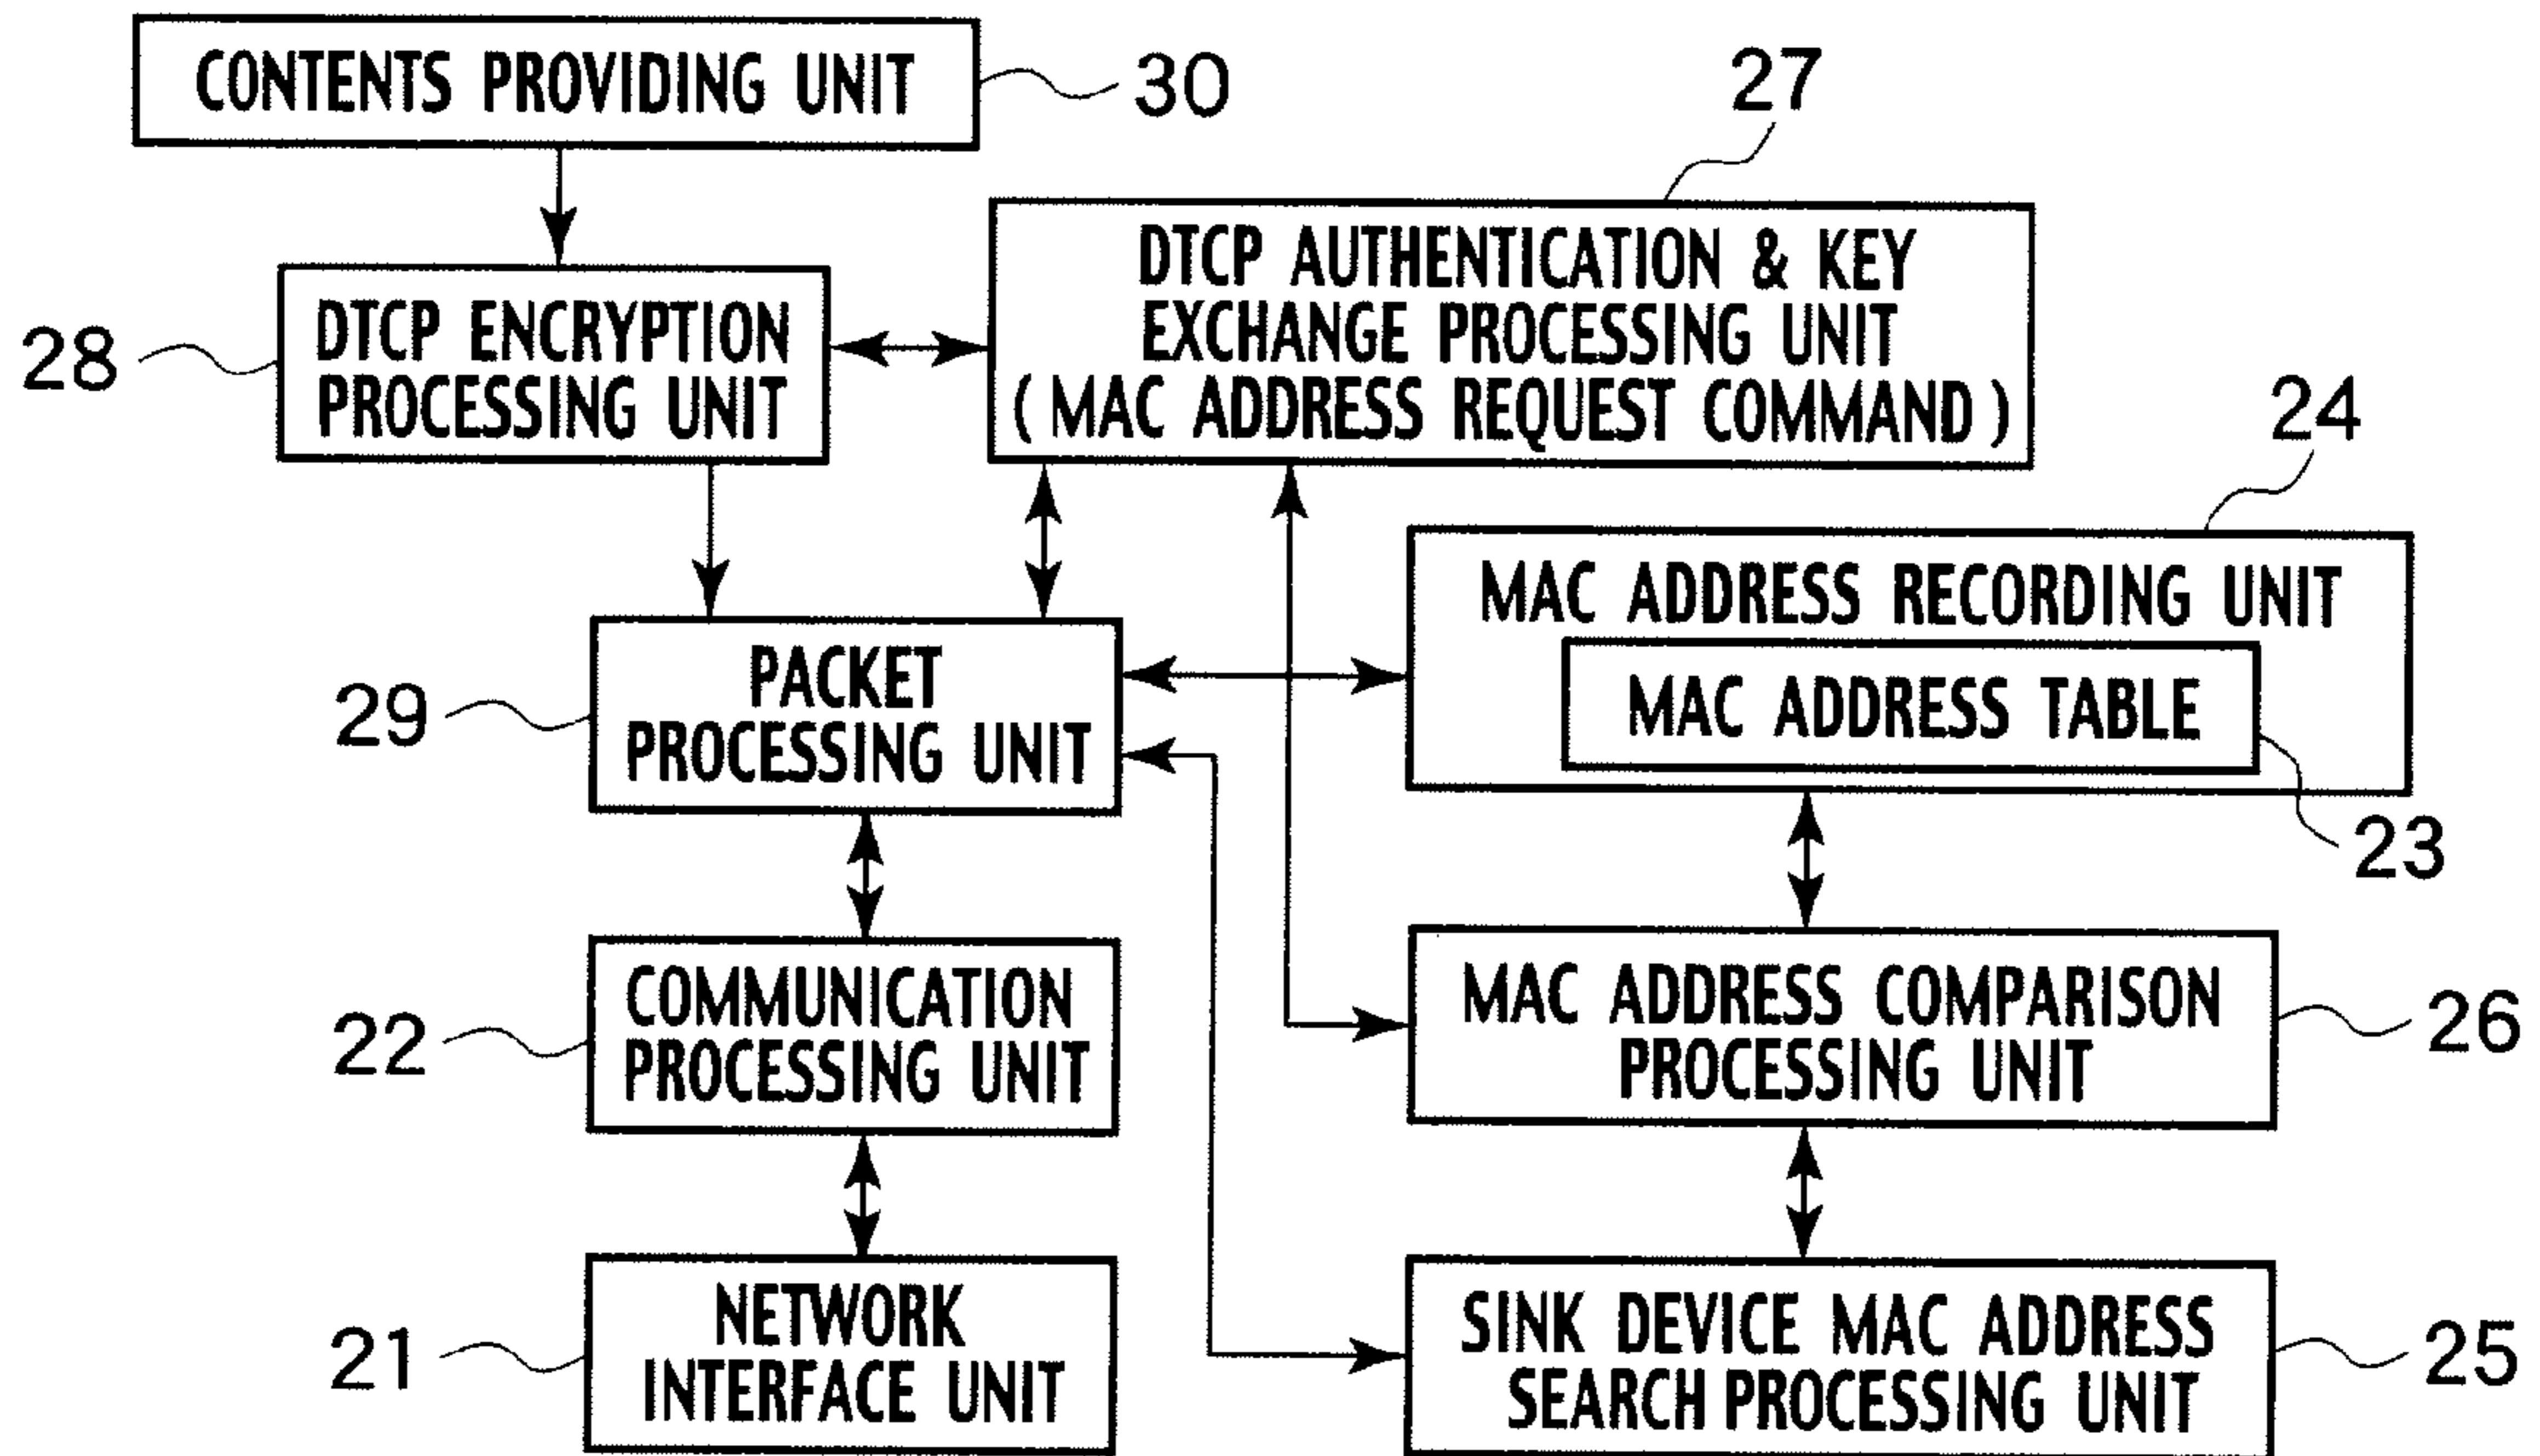 CONTENTS PROVIDING UNIT
30
27
DTCP AUTHENTICATION & KEY
EXCHANGE PROCESSING UNIT
( MAC ADDRESS REQUEST COMMAND )
28
DTCP ENCRYPTION
PROCESSING UNIT
24
MAC ADDRESS RECORDING UNIT
MAC ADDRESS TABLE
23
29
PACKET
PROCESSING UNIT
22
COMMUNICATION
PROCESSING UNIT
MAC ADDRESS COMPARISON
PROCESSING UNIT
26
21
NETWORK
INTERFACE UNIT
SINK DEVICE MAC ADDRESS
SEARCH PROCESSING UNIT
25